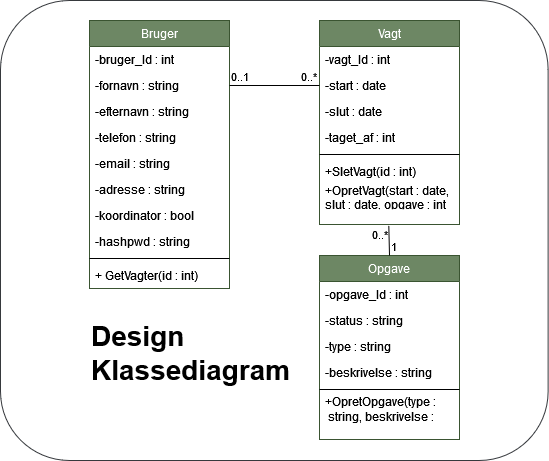 Bruger
-bruger_Id : int
-fornavn : string
-efternavn : string
-telefon : string
-email : string
-adresse : string
-koordinator : bool
-hashpwd : string
+ GetVagter(id : int)
0..1
0..*
Vagt
-vagt_Id : int
-start : date
-slut : date
-taget_af : int
+SletVagt(id : int)
+OpretVagt(start : date,
slut : date, opgave : int
0..*
1
Opgave
-opgave_Id : int
-status : string
-type : string
-beskrivelse : string
+OpretOpgave(type :
string, beskrivelse :
Design
Klassediagram